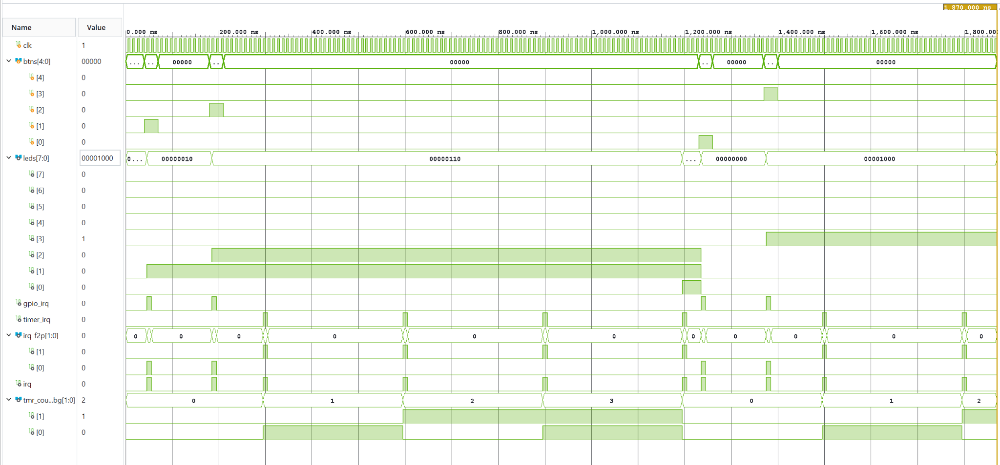 1,870.000 ns
Name Value
0.000 ns 200.000 ns 400.000 ns 600.000 ns 800.000 ns 1,000.000 ns 1,200.000 ns 1,400.000 ns 1,600.000 ns 1,800.00
clk 1
btns[4:0] 00000 ... .. 00000 .. 00000 .. 00000 .. 00000
[4] 0
[3] 0
[2] 0
[1] 0
[0] 0
leds[7:0] 00001000 0... 00000010 00000110 ... 00000000 00001000
[7] 0
[6] 0
[5] 0
[4] 0
[3] 1
[2] 0
[1] 0
[0] 0
gpio_irq 0
timer_irq 0
irq_f2p[1:0] 0 0 0 0 0 0 0 0 0 0 0 0
[1] 0
[0] 0
irq 0
tmr_cou...bg[1:0] 2 0 1 2 3 0 1 2
[1] 1
[0] 0